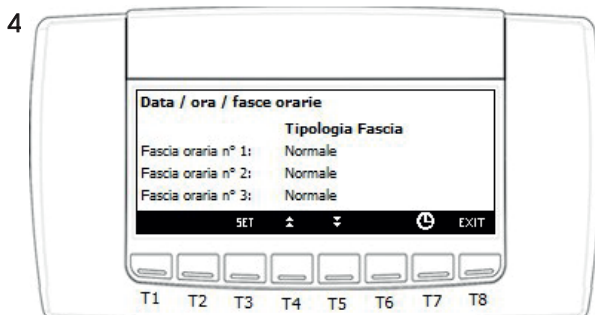 4
Data / ora / fasce orarie
Tipologia Fascia
Fascia oraria n° 1: Normale
Fascia oraria n° 2: Normale
Fascia oraria n° 3: Normale
SET EXIT
T1 T2 T3 T4 T5 T6 T7 T8